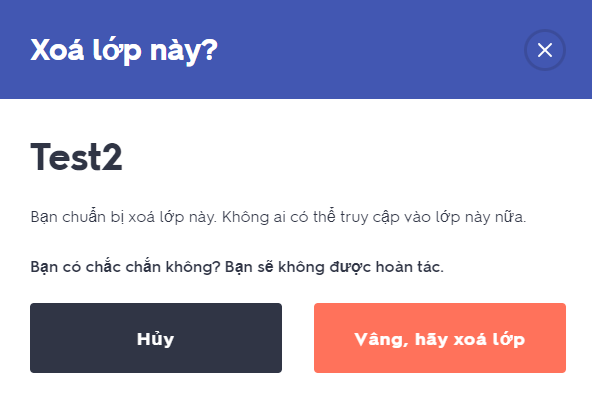 Xoá lớp này?
Test2
Bạn chuẩn bị xoá lớp này. Không ai có thể truy cập vào lớp này nữa.
Bạn có chắc chắn không? Bạn sẽ không được hoàn tác.
Hủy
Vâng, hãy xoá lớp